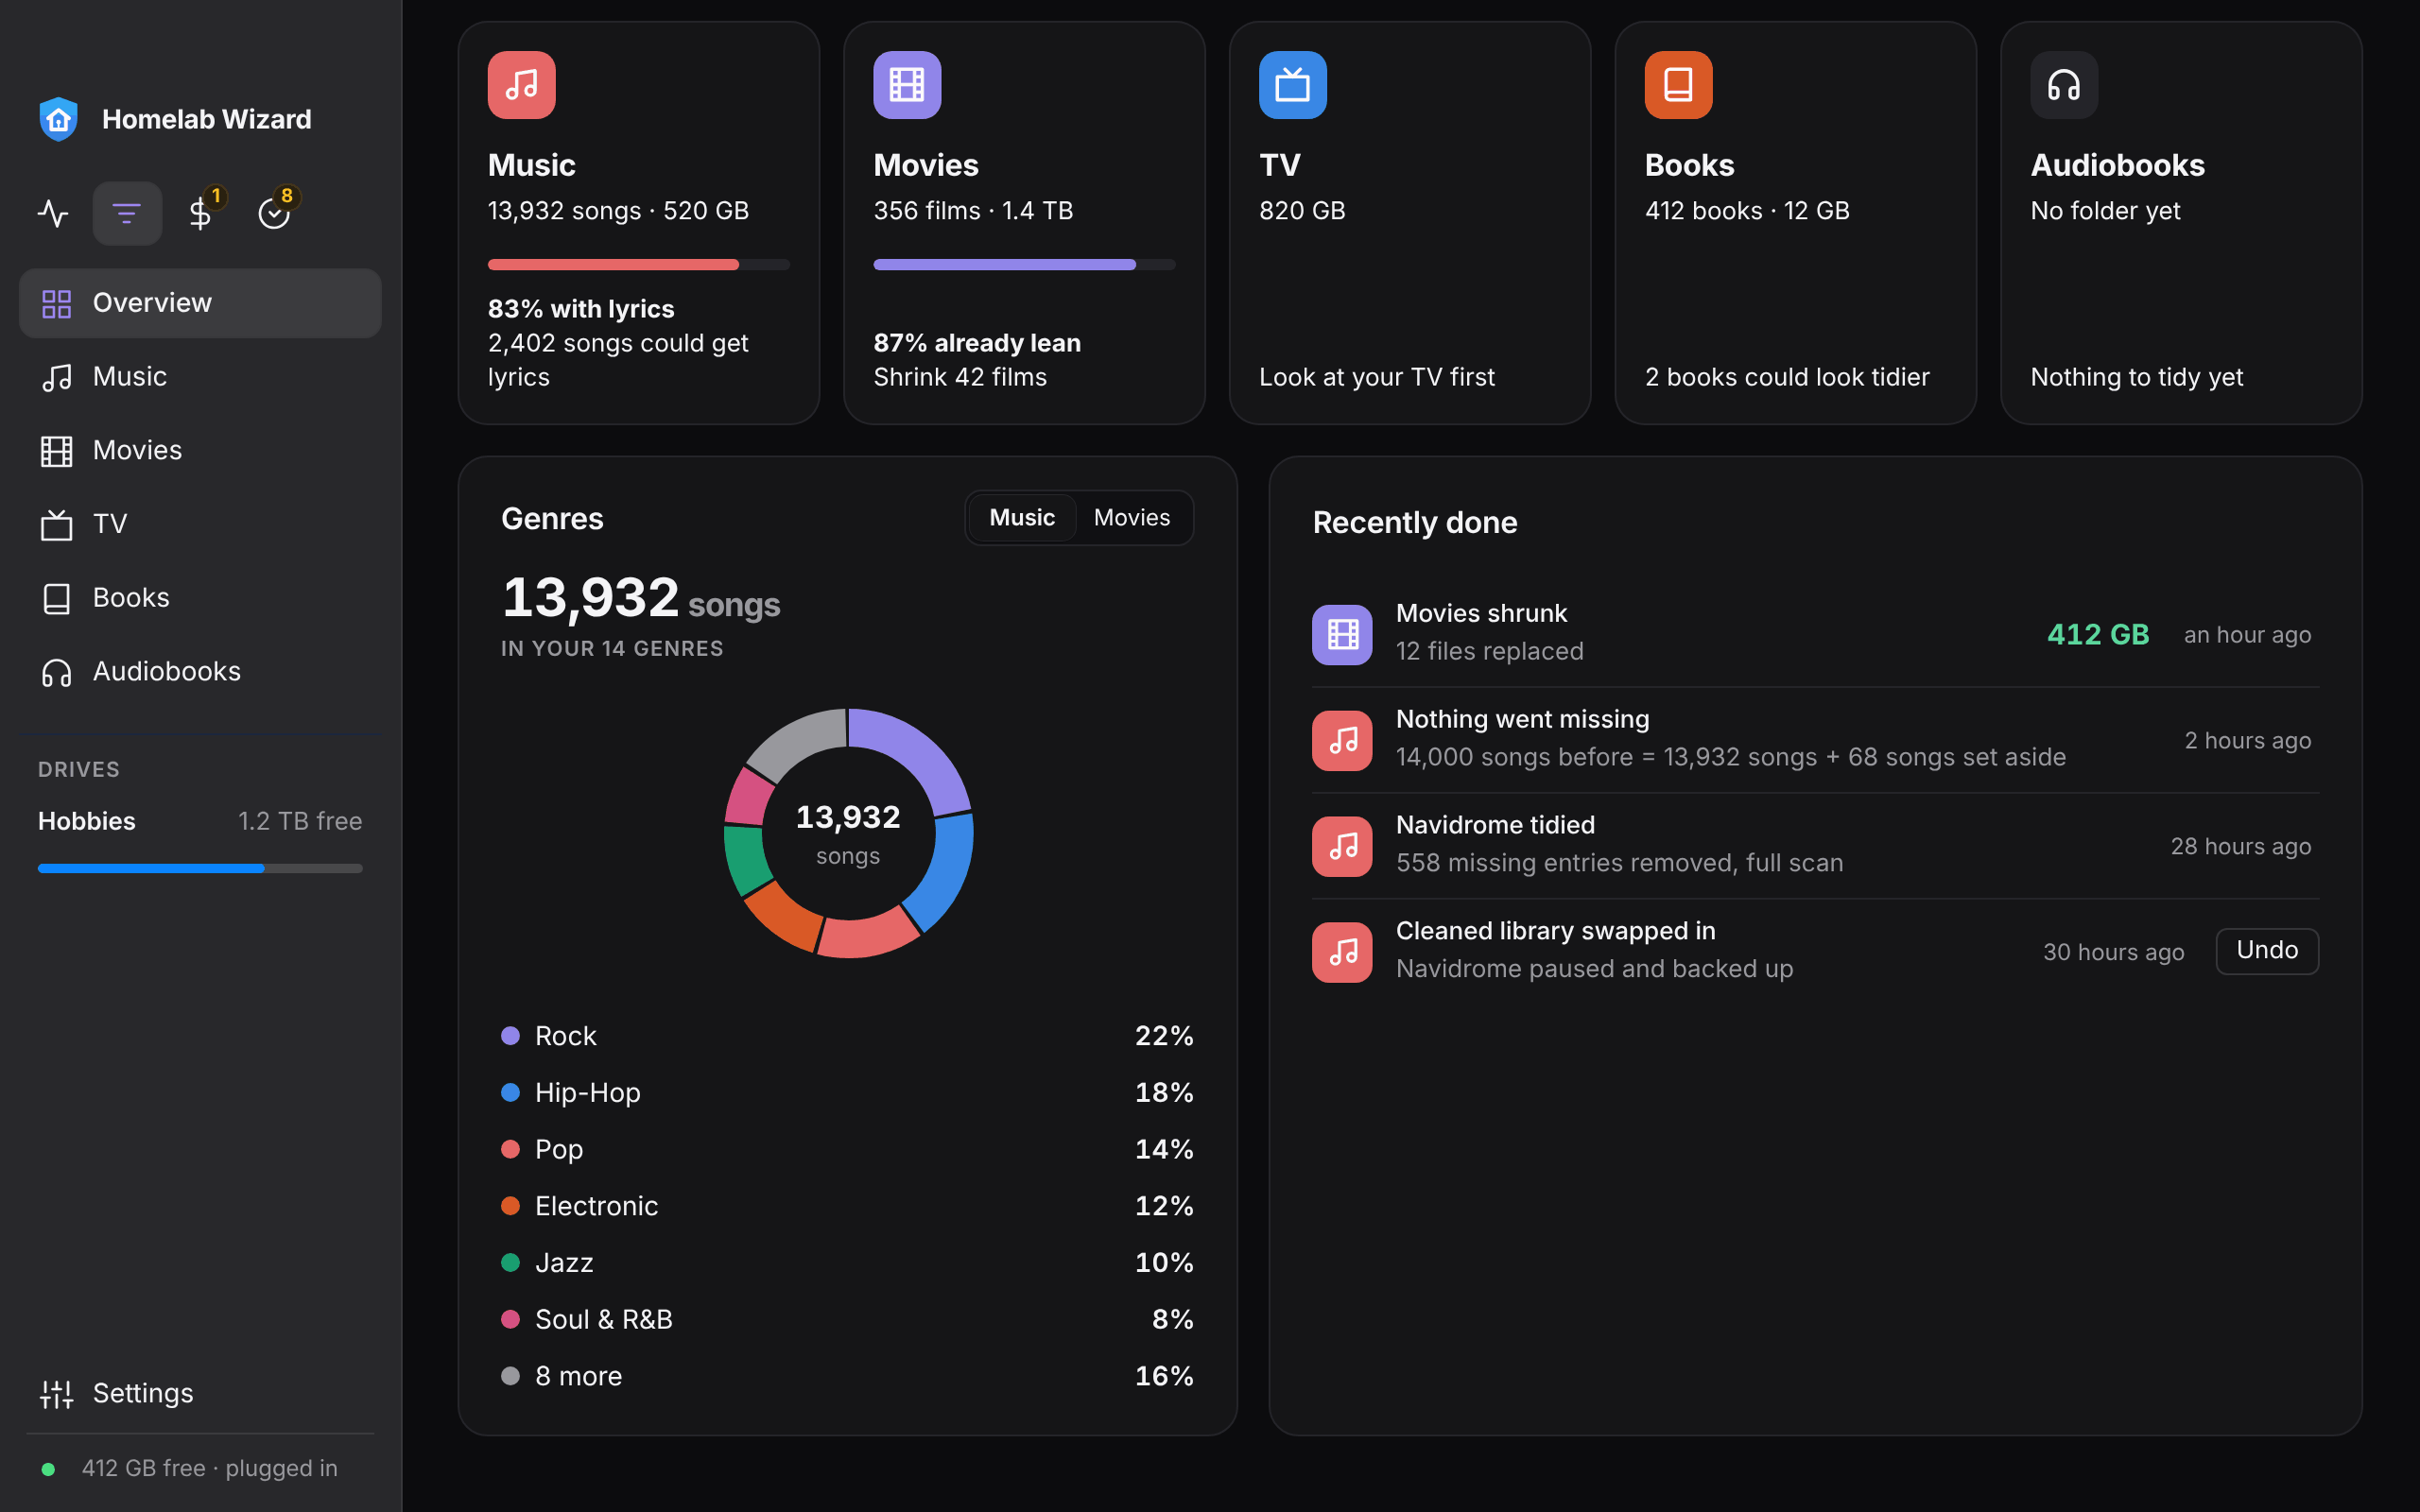 Homelab Wizard
1
8
Overview
Music
Movies
TV
Books
Audiobooks
DRIVES
Hobbies 1.2 TB free
Settings
412 GB free · plugged in
Music
13,932 songs · 520 GB
83% with lyrics
2,402 songs could get
lyrics
Movies
356 films · 1.4 TB
87% already lean
Shrink 42 films
TV
820 GB
Look at your TV first
Books
412 books · 12 GB
2 books could look tidier
Audiobooks
No folder yet
Nothing to tidy yet
Genres
Music Movies
13,932 songs
IN YOUR 14 GENRES
13,932
songs
Rock 22%
Hip-Hop 18%
Pop 14%
Electronic 12%
Jazz 10%
Soul & R&B 8%
8 more 16%
Recently done
Movies shrunk
12 files replaced
412 GB an hour ago
Nothing went missing
14,000 songs before = 13,932 songs + 68 songs set aside
2 hours ago
Navidrome tidied
558 missing entries removed, full scan
28 hours ago
Cleaned library swapped in
Navidrome paused and backed up
30 hours ago Undo